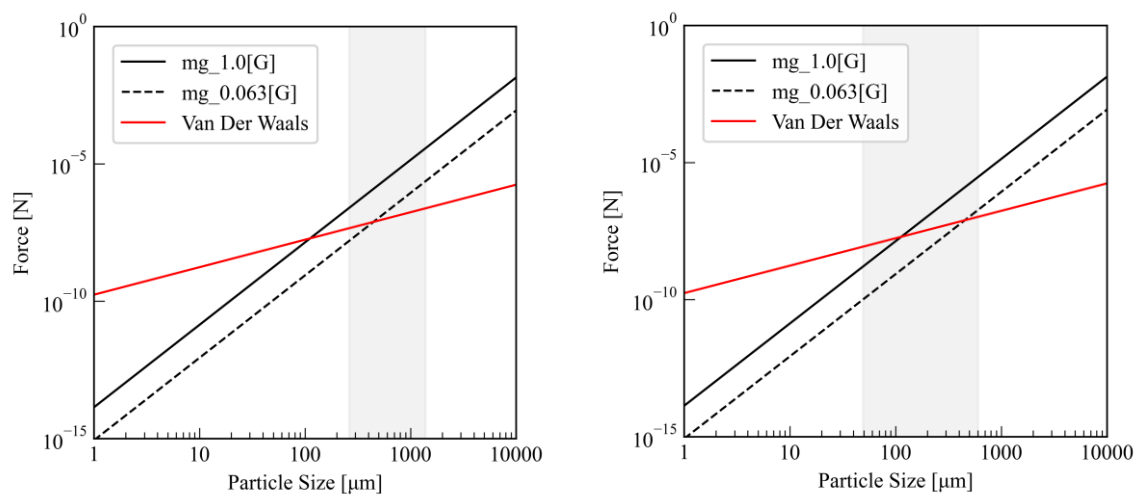 10^0
mg_1.0[G]
mg_0.063[G]
Van Der Waals
10^-5
Force [N]
10^-10
10^-15
1 10 100 1000 10000
Particle Size [μm]
10^0
mg_1.0[G]
mg_0.063[G]
Van Der Waals
10^-5
Force [N]
10^-10
10^-15
1 10 100 1000 10000
Particle Size [μm]